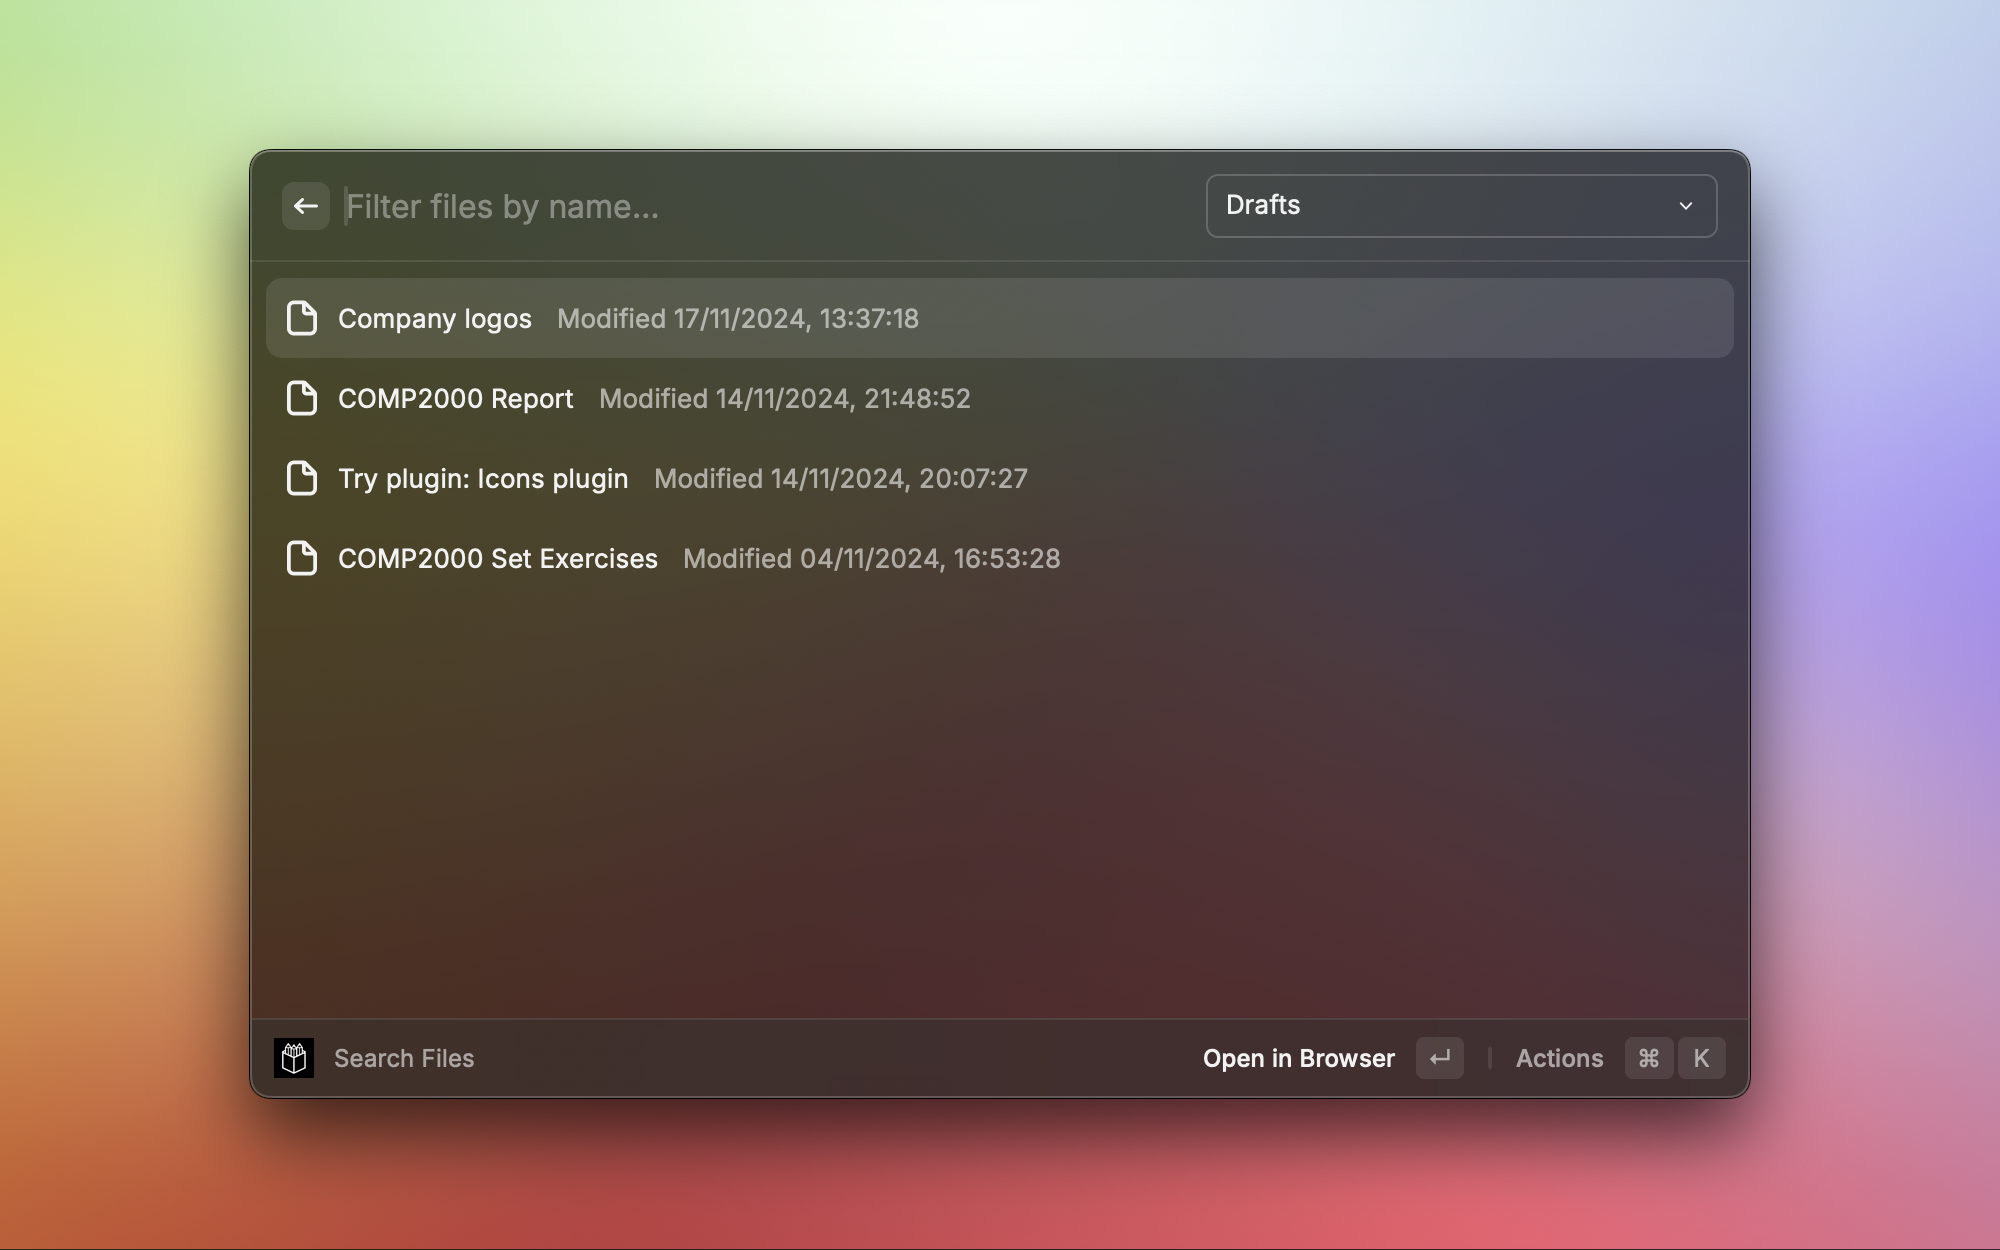 Filter files by name...
Drafts
Company logos Modified 17/11/2024, 13:37:18
COMP2000 Report Modified 14/11/2024, 21:48:52
Try plugin: Icons plugin Modified 14/11/2024, 20:07:27
COMP2000 Set Exercises Modified 04/11/2024, 16:53:28
Search Files Open in Browser ↵ Actions ⌘ K